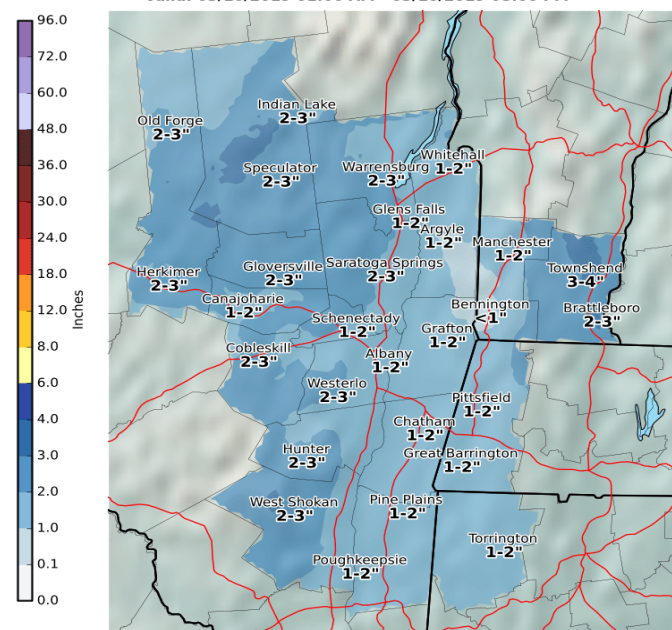 96.0
72.0
60.0
48.0
36.0
30.0
24.0
18.0
12.0
8.0
6.0
4.0
3.0
2.0
1.0
0.1
0.0
Inches
Indian Lake
2-3"
Old Forge
2-3"
Whitehall
1-2"
Speculator
2-3"
Warrensburg
2-3"
Glens Falls
1-2"
Argyle
1-2"
Manchester
1-2"
Herkimer
2-3"
Gloversville
2-3"
Saratoga Springs
2-3"
Townshend
3-4"
Canajoharie
1-2"
Bennington
<1"
Brattleboro
2-3"
Schenectady
1-2"
Grafton
1-2"
Cobleskill
2-3"
Albany
1-2"
Westerlo
2-3"
Pittsfield
1-2"
Chatham
1-2"
Hunter
2-3"
Great Barrington
1-2"
West Shokan
2-3"
Pine Plains
1-2"
Torrington
1-2"
Poughkeepsie
1-2"